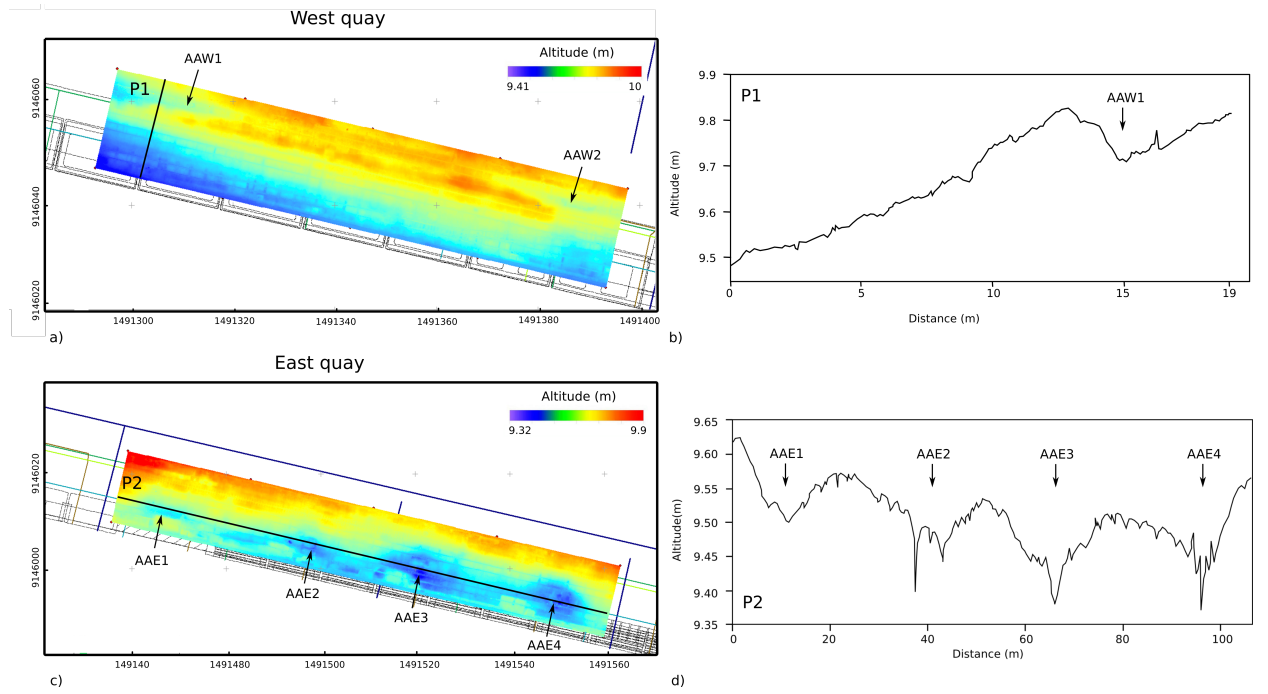 West quay
Altitude (m)
9.41 10
AAW1
P1
AAW2
9146060
9146040
9146020
1491300 1491320 1491340 1491360 1491380 1491400
a)
9.9
9.8
9.7
9.6
9.5
Altitude (m)
P1
AAW1
0 5 10 15 19
Distance (m)
b)
East quay
Altitude (m)
9.32 9.9
P2
AAE1
AAE2
AAE3
AAE4
9146020
9146000
1491140 1491480 1491500 1491520 1491540 1491560
c)
9.65
9.60
9.55
9.50
9.45
9.40
9.35
Altitude(m)
AAE1 AAE2 AAE3 AAE4
P2
0 20 40 60 80 100
Distance (m)
d)